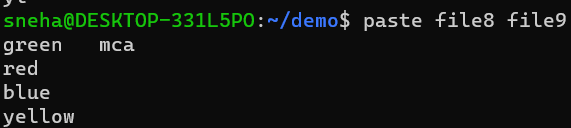 sneha@DESKTOP-331L5PO:~/demo$ paste file8 file9
green   mca
red
blue
yellow